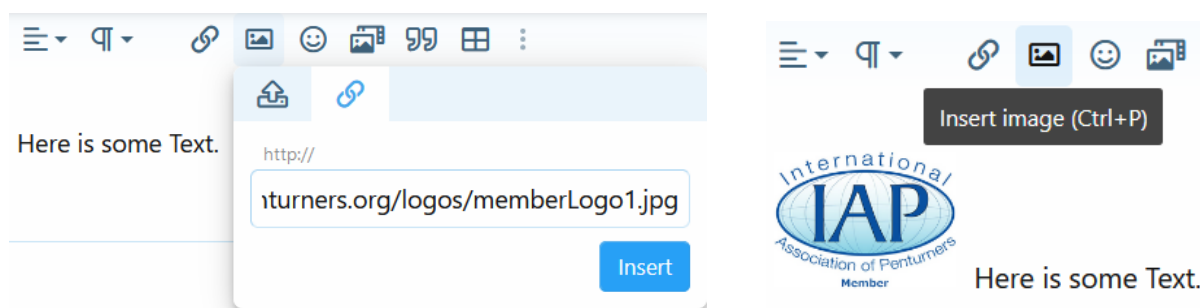 Here is some Text.
http://
nturners.org/logos/memberLogo1.jpg
Insert
Insert image (Ctrl+P)
International
IAP
Association of Penturners
Member
Here is some Text.